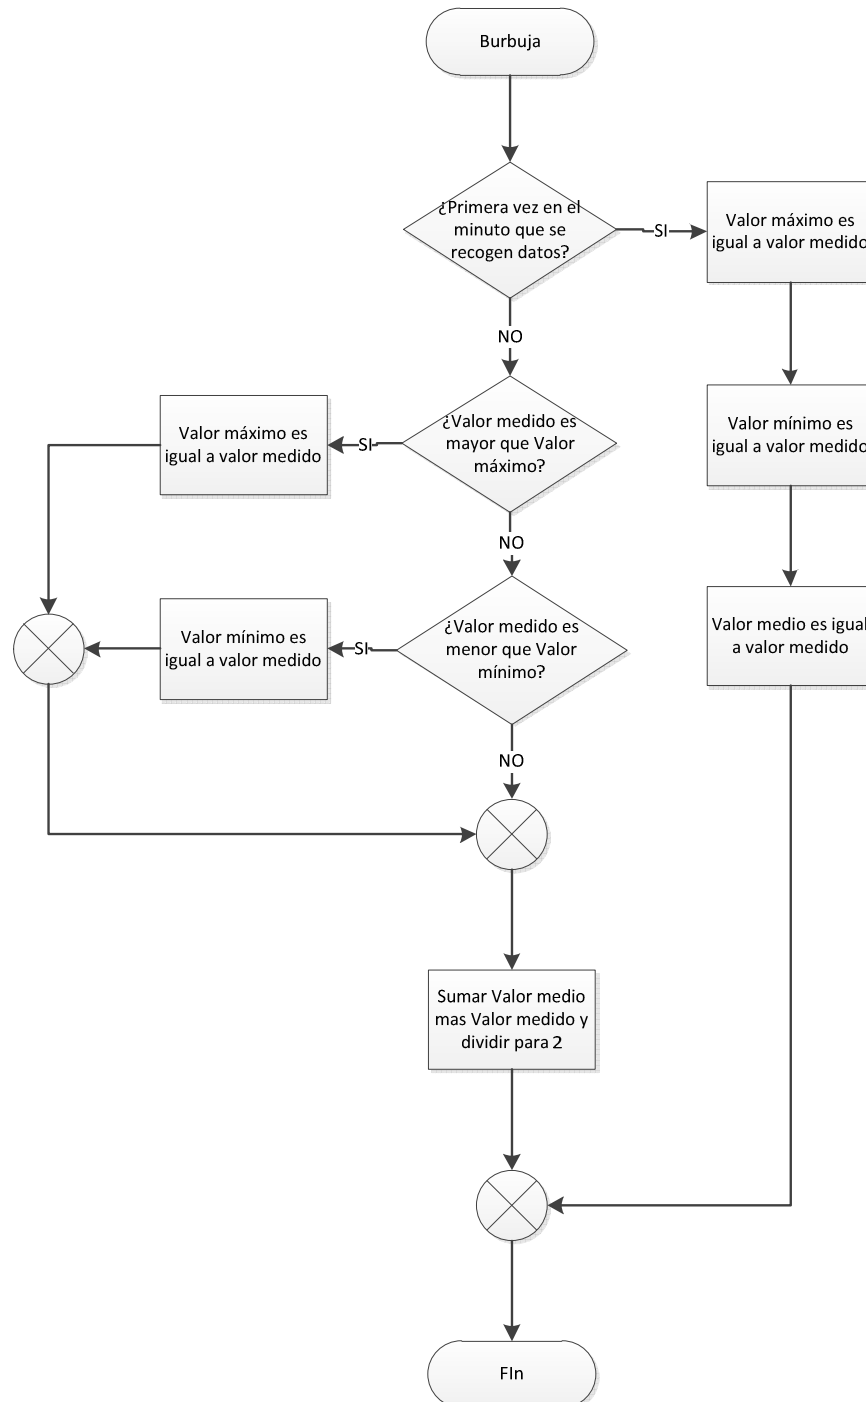 Burbuja
¿Primera vez en el
minuto que se
recogen datos?
SI
Valor máximo es
igual a valor medido
NO
Valor mínimo es
igual a valor medido
¿Valor medido es
mayor que Valor
máximo?
SI
Valor máximo es
igual a valor medido
NO
Valor medio es igual
a valor medido
¿Valor medido es
menor que Valor
mínimo?
SI
Valor mínimo es
igual a valor medido
NO
Sumar Valor medio
mas Valor medido y
dividir para 2
FIn